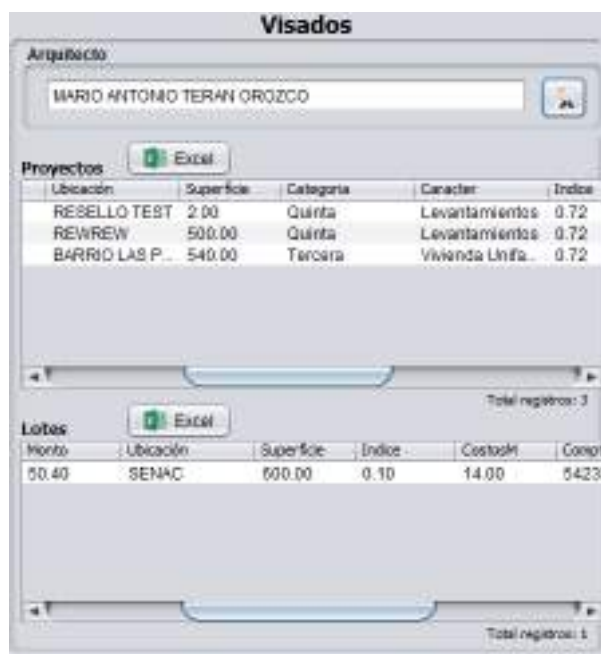 Visados
Arquitecto
MARIO ANTONIO TERAN OROZCO
Proyectos Excel
Ubicación Superficie Categoria Caracter Indice
RESELLO TEST 2.00 Quinta Levantamientos 0.72
REWREW 500.00 Quinta Levantamientos 0.72
BARRIO LAS P... 540.00 Tercera Vivienda Unifa... 0.72
Total registros: 3
Lotes Excel
Monto Ubicación Superficie Indice CostosM Comp
50.40 SENAC 600.00 0.10 14.00 5423
Total registros: 1